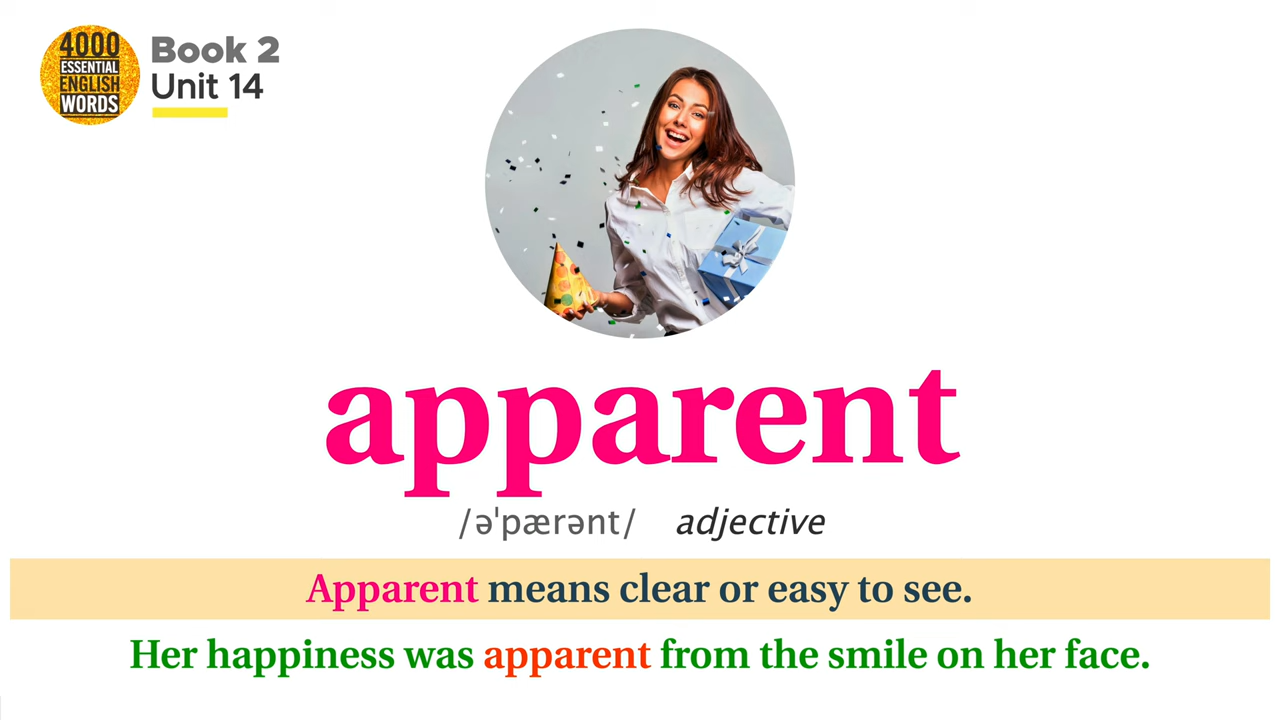 4000
ESSENTIAL
ENGLISH
WORDS
Book 2
Unit 14
apparent
/əˈpærənt/ adjective
Apparent means clear or easy to see.
Her happiness was apparent from the smile on her face.